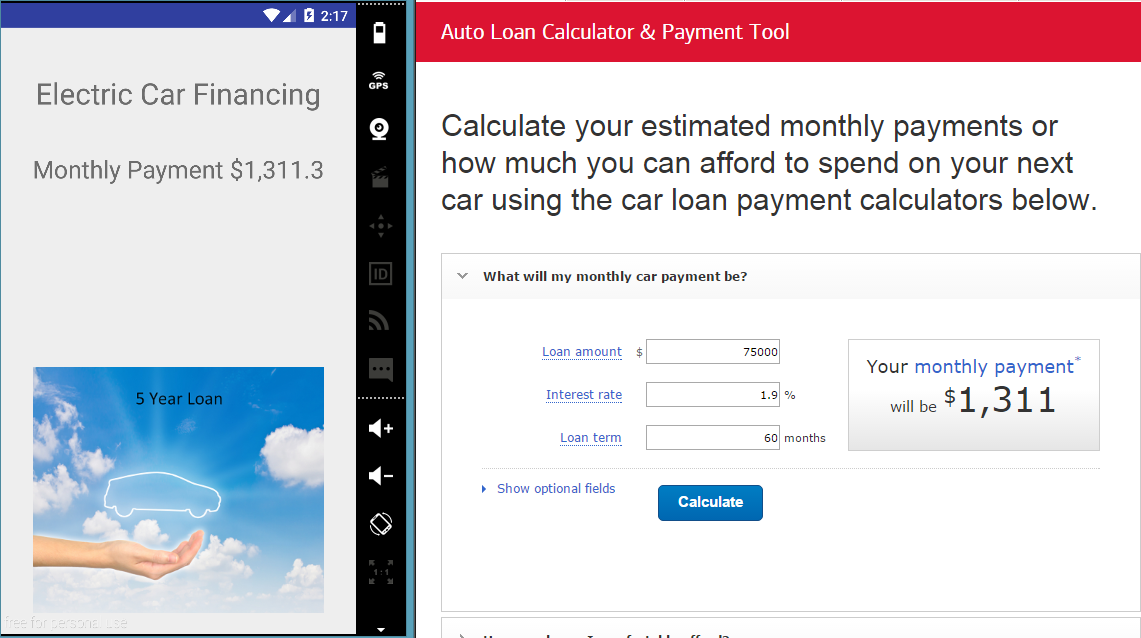 2:17
Electric Car Financing
Monthly Payment $1,311.3
5 Year Loan
free for personal use
GPS
ID
1:1
Auto Loan Calculator & Payment Tool
Calculate your estimated monthly payments or
how much you can afford to spend on your next
car using the car loan payment calculators below.
What will my monthly car payment be?
Loan amount $ 75000
Interest rate 1.9 %
Loan term 60 months
Show optional fields
Calculate
Your monthly payment*
will be $1,311